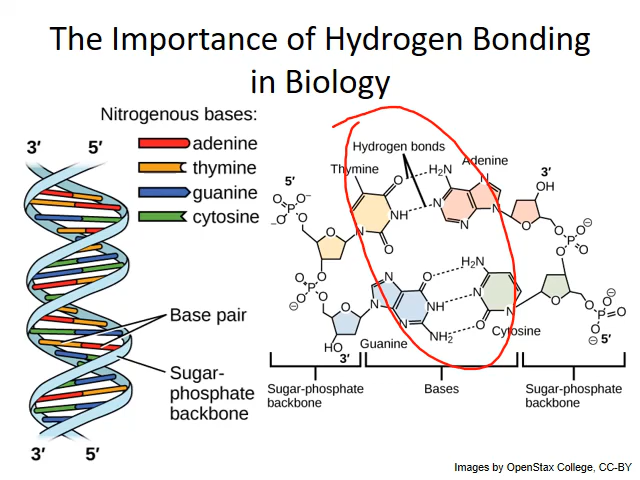 The Importance of Hydrogen Bonding
in Biology
Nitrogenous bases:
adenine
thymine
guanine
cytosine
3′ 5′
Base pair
Sugar-
phosphate
backbone
3′ 5′
Hydrogen bonds
Thymine
Adenine
5′
3′
O
O⁻
P
⁻O
O
O
O
NH
N
O
H₂N
N
N
N
N
OH
O
O
O
P
O
⊖
⊖
O
O⁺
P
O
O
⊖
O
N
N
O
NH
N
NH₂
H₂N
N
N
O
O
O
O
P
O
O
⊖
⊖ 5′
HO
3′
Guanine
Cytosine
Sugar-phosphate
backbone
Bases
Sugar-phosphate
backbone
Images by OpenStax College, CC-BY